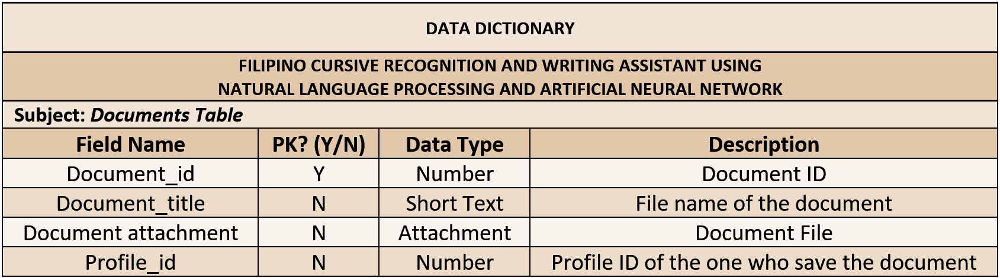 DATA DICTIONARY
FILIPINO CURSIVE RECOGNITION AND WRITING ASSISTANT USING
NATURAL LANGUAGE PROCESSING AND ARTIFICIAL NEURAL NETWORK
Subject: Documents Table
Field Name PK? (Y/N) Data Type Description
Document_id Y Number Document ID
Document_title N Short Text File name of the document
Document attachment N Attachment Document File
Profile_id N Number Profile ID of the one who save the document